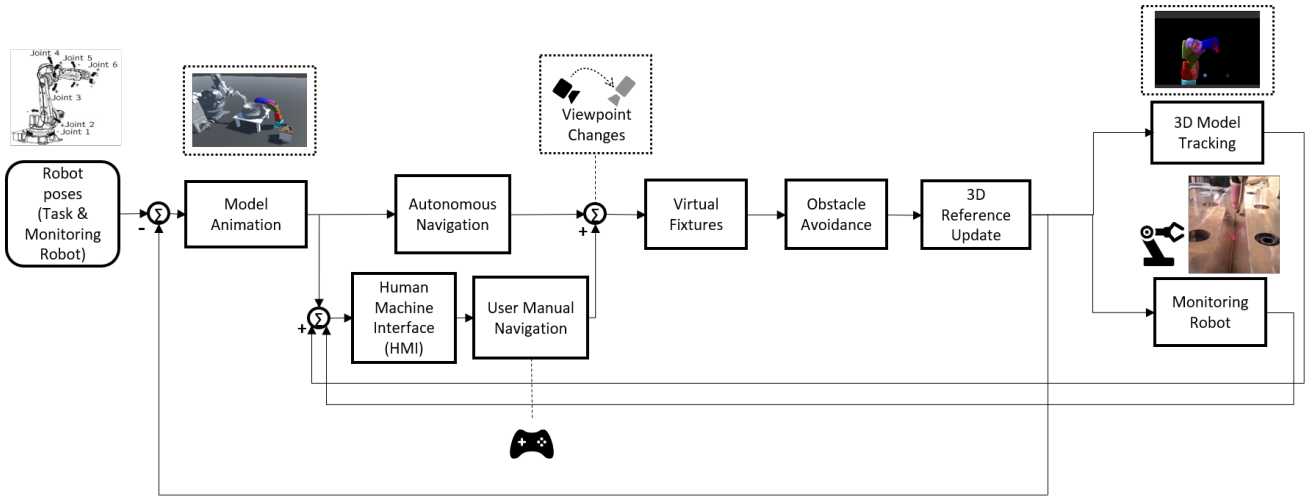 Joint 4
Joint 5
Joint 6
Joint 3
Joint 2
Joint 1
Robot
poses
(Task &
Monitoring
Robot)
Σ
-
Model
Animation
Autonomous
Navigation
Viewpoint
Changes
Σ
+
Virtual
Fixtures
Obstacle
Avoidance
3D
Reference
Update
3D Model
Tracking
Monitoring
Robot
Σ
+
Human
Machine
Interface
(HMI)
User Manual
Navigation